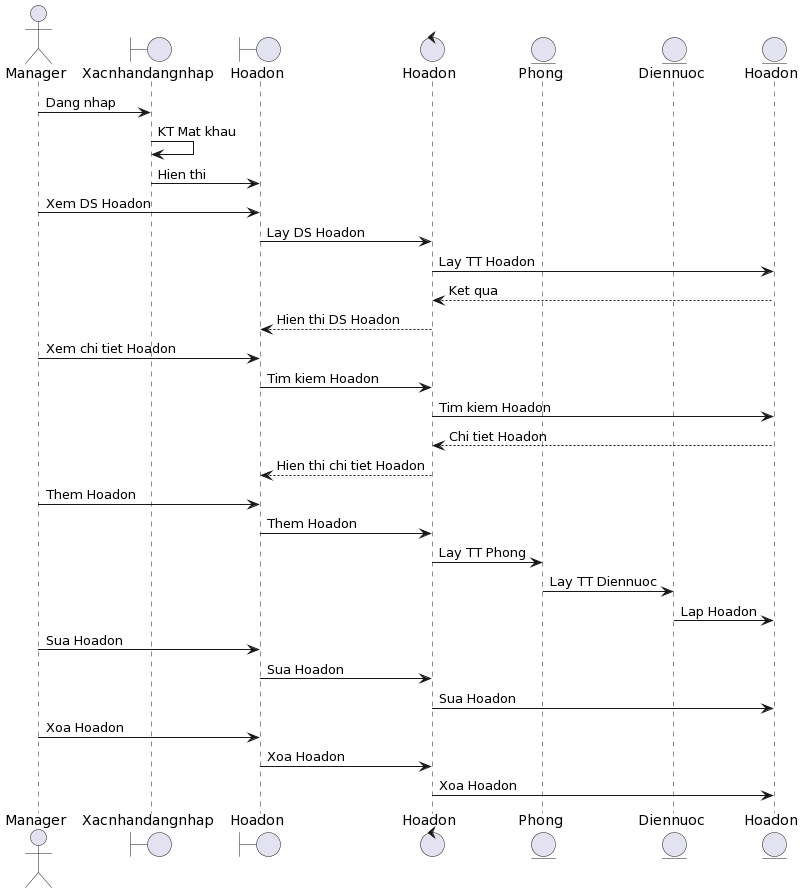 Manager Xacnhandangnhap Hoadon Hoadon Phong Diennuoc Hoadon
Dang nhap
KT Mat khau
Hien thi
Xem DS Hoadon
Lay DS Hoadon
Lay TT Hoadon
Ket qua
Hien thi DS Hoadon
Xem chi tiet Hoadon
Tim kiem Hoadon
Tim kiem Hoadon
Chi tiet Hoadon
Hien thi chi tiet Hoadon
Them Hoadon
Them Hoadon
Lay TT Phong
Lay TT Diennuoc
Lap Hoadon
Sua Hoadon
Sua Hoadon
Sua Hoadon
Xoa Hoadon
Xoa Hoadon
Xoa Hoadon
Manager Xacnhandangnhap Hoadon Hoadon Phong Diennuoc Hoadon